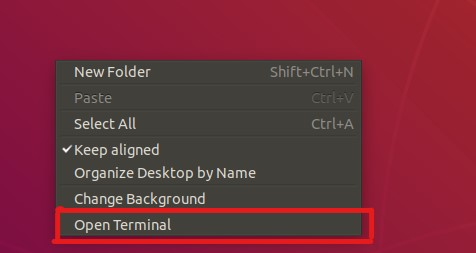 New Folder Shift+Ctrl+N
Paste Ctrl+V
Select All Ctrl+A
Keep aligned
Organize Desktop by Name
Change Background
Open Terminal